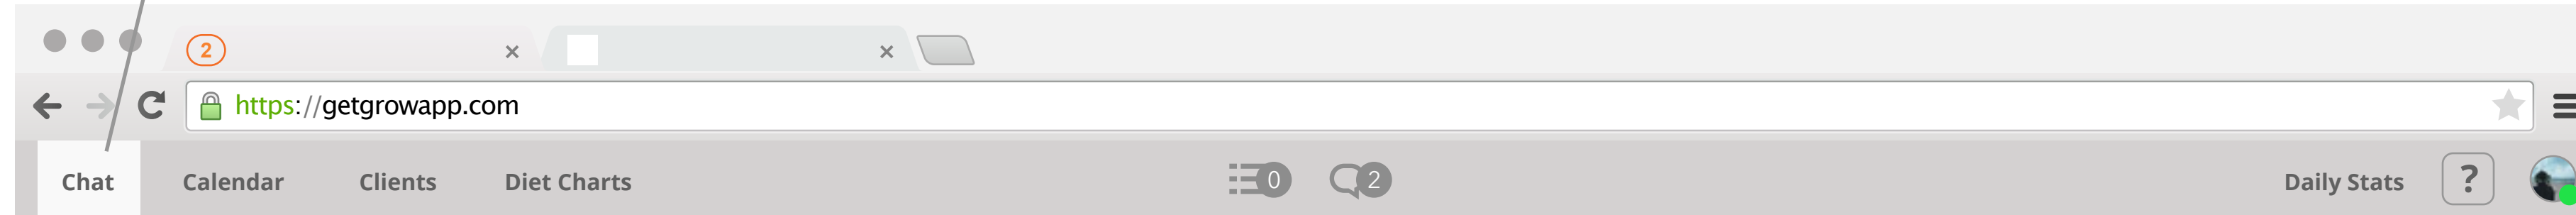 2
https://getgrowapp.com
Chat Calendar Clients Diet Charts 0 2 Daily Stats ?